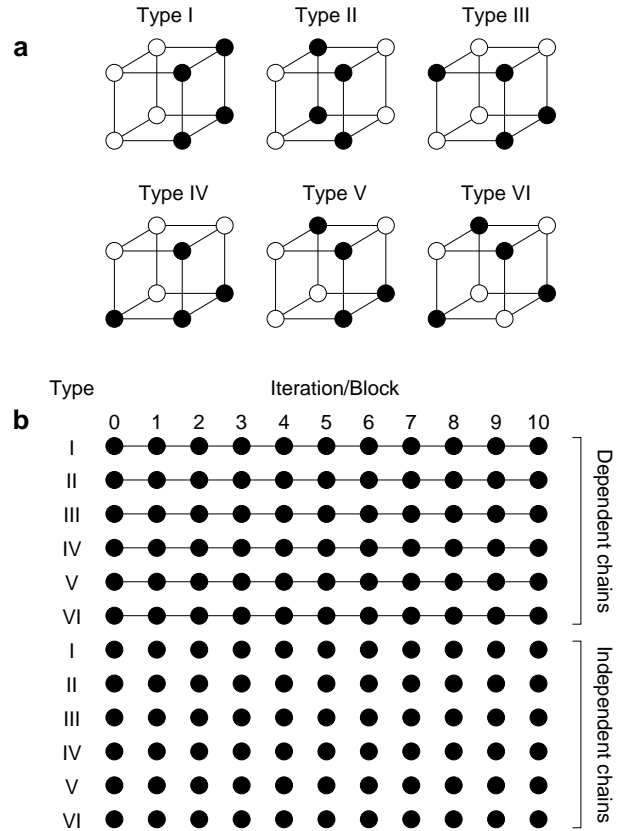 Type I Type II Type III
a
Type IV Type V Type VI
Type Iteration/Block
b 0 1 2 3 4 5 6 7 8 9 10
I
II
III
IV
V
VI
Dependent chains
I
II
III
IV
V
VI
Independent chains